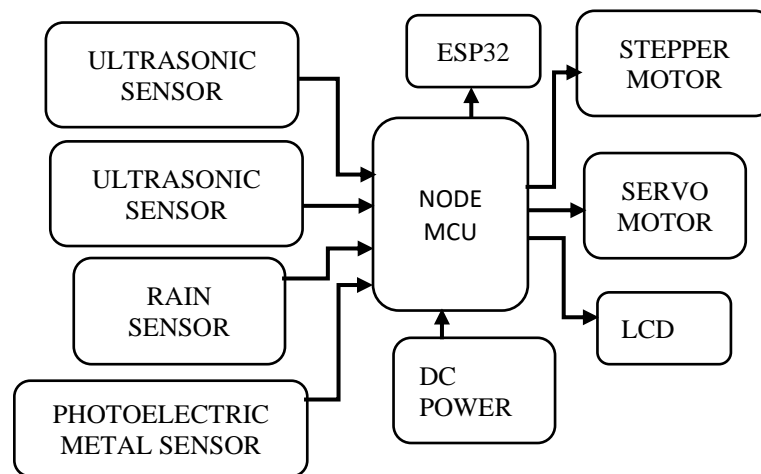 ULTRASONIC
SENSOR
ESP32
STEPPER
MOTOR
ULTRASONIC
SENSOR
NODE
MCU
SERVO
MOTOR
RAIN
SENSOR
LCD
DC
POWER
PHOTOELECTRIC
METAL SENSOR